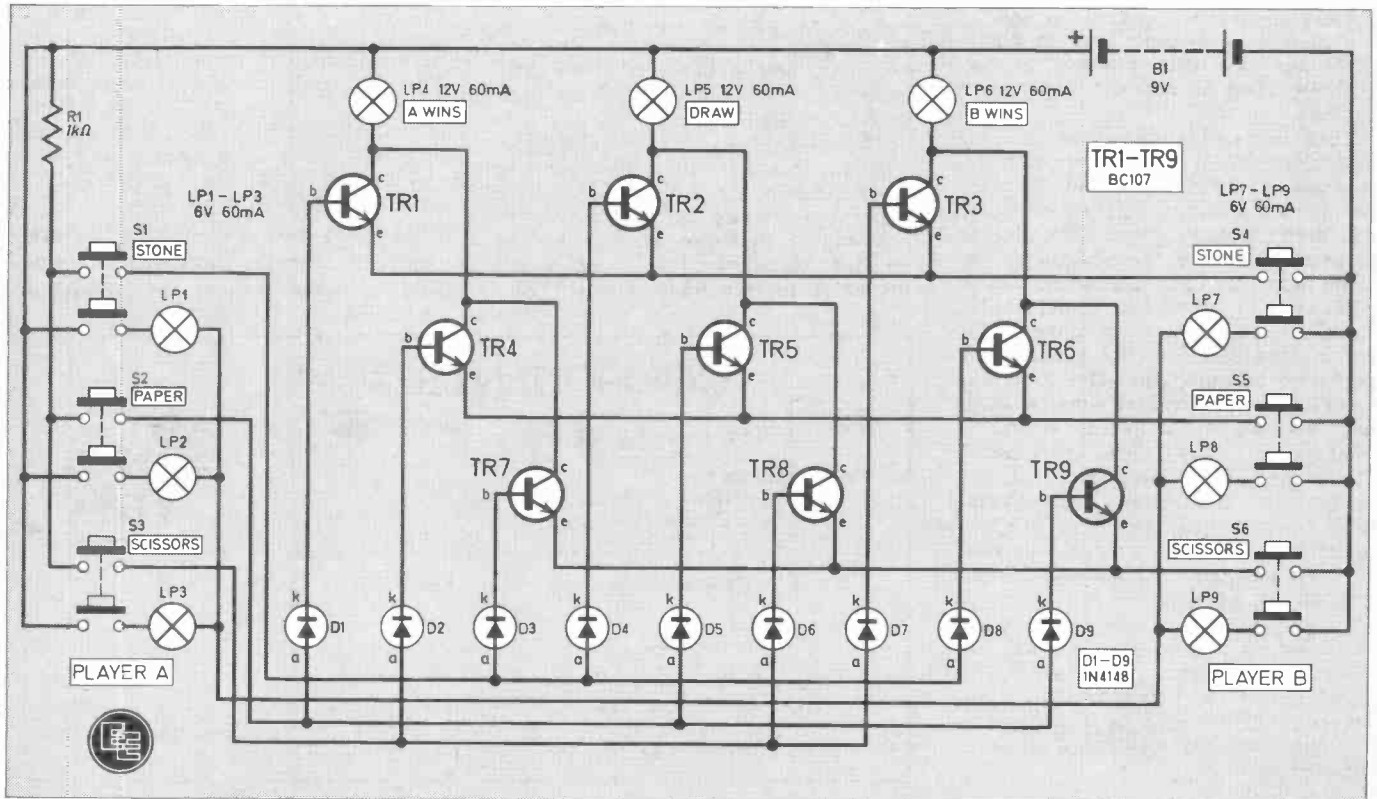 R1
1kΩ
LP4 12V 60mA
A WINS
LP5 12V 60mA
DRAW
LP6 12V 60mA
B WINS
+
B1
9V
TR1-TR9
BC107
LP1-LP3
6V 60mA
LP7-LP9
6V 60mA
b
c
e
TR1
b
c
e
TR2
b
c
e
TR3
S1
STONE
LP1
S4
STONE
LP7
b
c
e
TR4
b
c
e
TR5
b
c
e
TR6
S2
PAPER
LP2
S5
PAPER
LP8
TR7
b
c
e
TR8
b
c
e
TR9
b
c
e
S3
SCISSORS
LP3
S6
SCISSORS
LP9
k
D1
a
k
D2
a
k
D3
a
k
D4
a
k
D5
a
k
D6
a
k
D7
a
k
D8
a
k
D9
a
D1-D9
1N4148
PLAYER A
PLAYER B